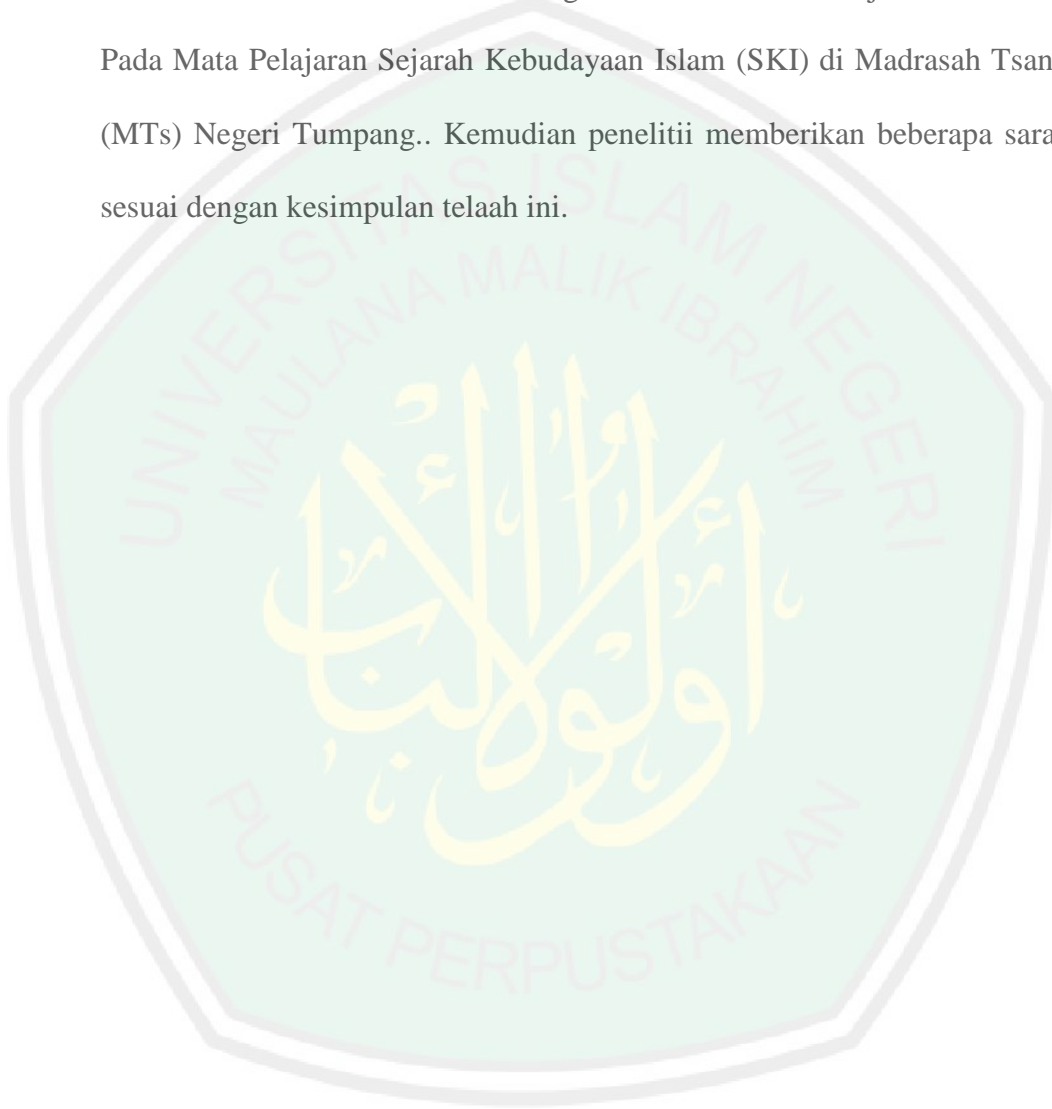 Pada Mata Pelajaran Sejarah Kebudayaan Islam (SKI) di Madrasah Tsan
(MTs) Negeri Tumpang.. Kemudian penelitii memberikan beberapa sara
sesuai dengan kesimpulan telaah ini.
UNIVERSITAS ISLAM NEGERI
MAULANA MALIK IBRAHIM
أولوا الألباب
PUSAT PERPUSTAKAAN